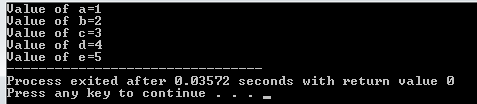 Value of a=1
Value of b=2
Value of c=3
Value of d=4
Value of e=5
--------------------------------
Process exited after 0.03572 seconds with return value 0
Press any key to continue . . . _